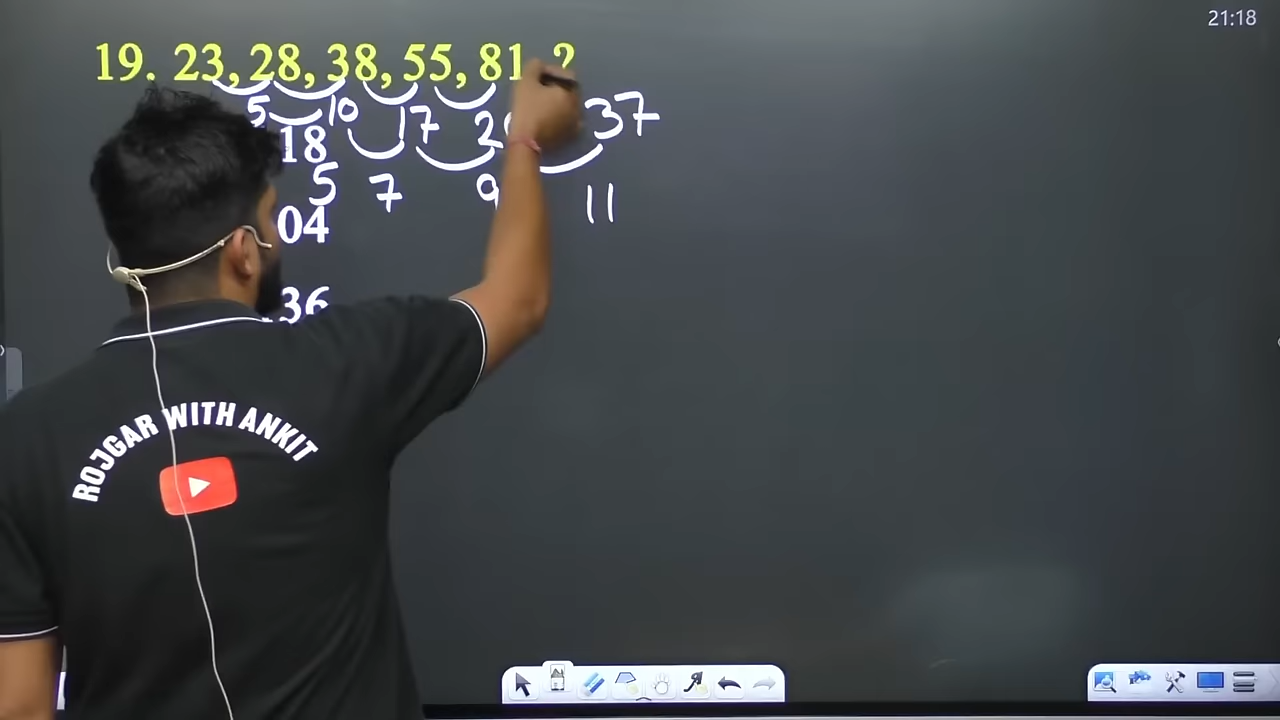 21:18
19. 23, 28, 38, 55, 81, ?
5 10 17 37
18
5 7 9 11
04
36
ROJGAR WITH ANKIT